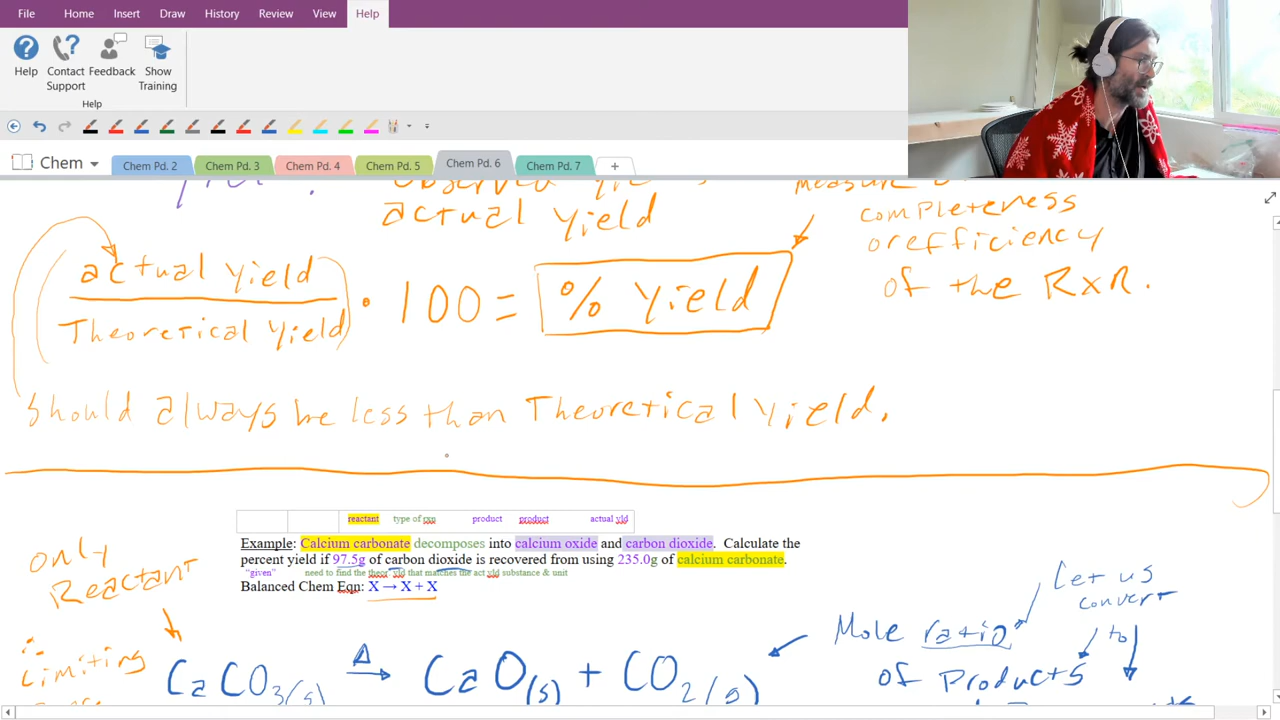 File Home Insert Draw History Review View Help
Help Contact Support Feedback Show Training
Help
Chem Chem Pd. 2 Chem Pd. 3 Chem Pd. 4 Chem Pd. 5 Chem Pd. 6 Chem Pd. 7 +
actual yield
completeness
or efficiency
of the RXR.
actual yield
Theoretical yield
• 100 = % yield
should always be less than Theoretical yield.
reactant type of rxn product product actual yld
Example: Calcium carbonate decomposes into calcium oxide and carbon dioxide. Calculate the
percent yield if 97.5g of carbon dioxide is recovered from using 235.0g of calcium carbonate.
"given" need to find the theor yld that matches the act yld substance & unit
Balanced Chem Eqn: X → X + X
only
Reactant
∴
Limiting
Let us
convert
to
Mole ratio
of Products
CaCO3(s) Δ→ CaO(s) + CO2(g)